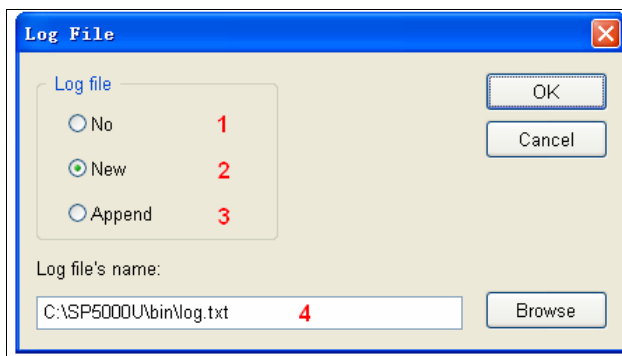 Log File
Log file
No 1
New 2
Append 3
OK
Cancel
Log file's name:
C:\SP5000U\bin\log.txt 4
Browse